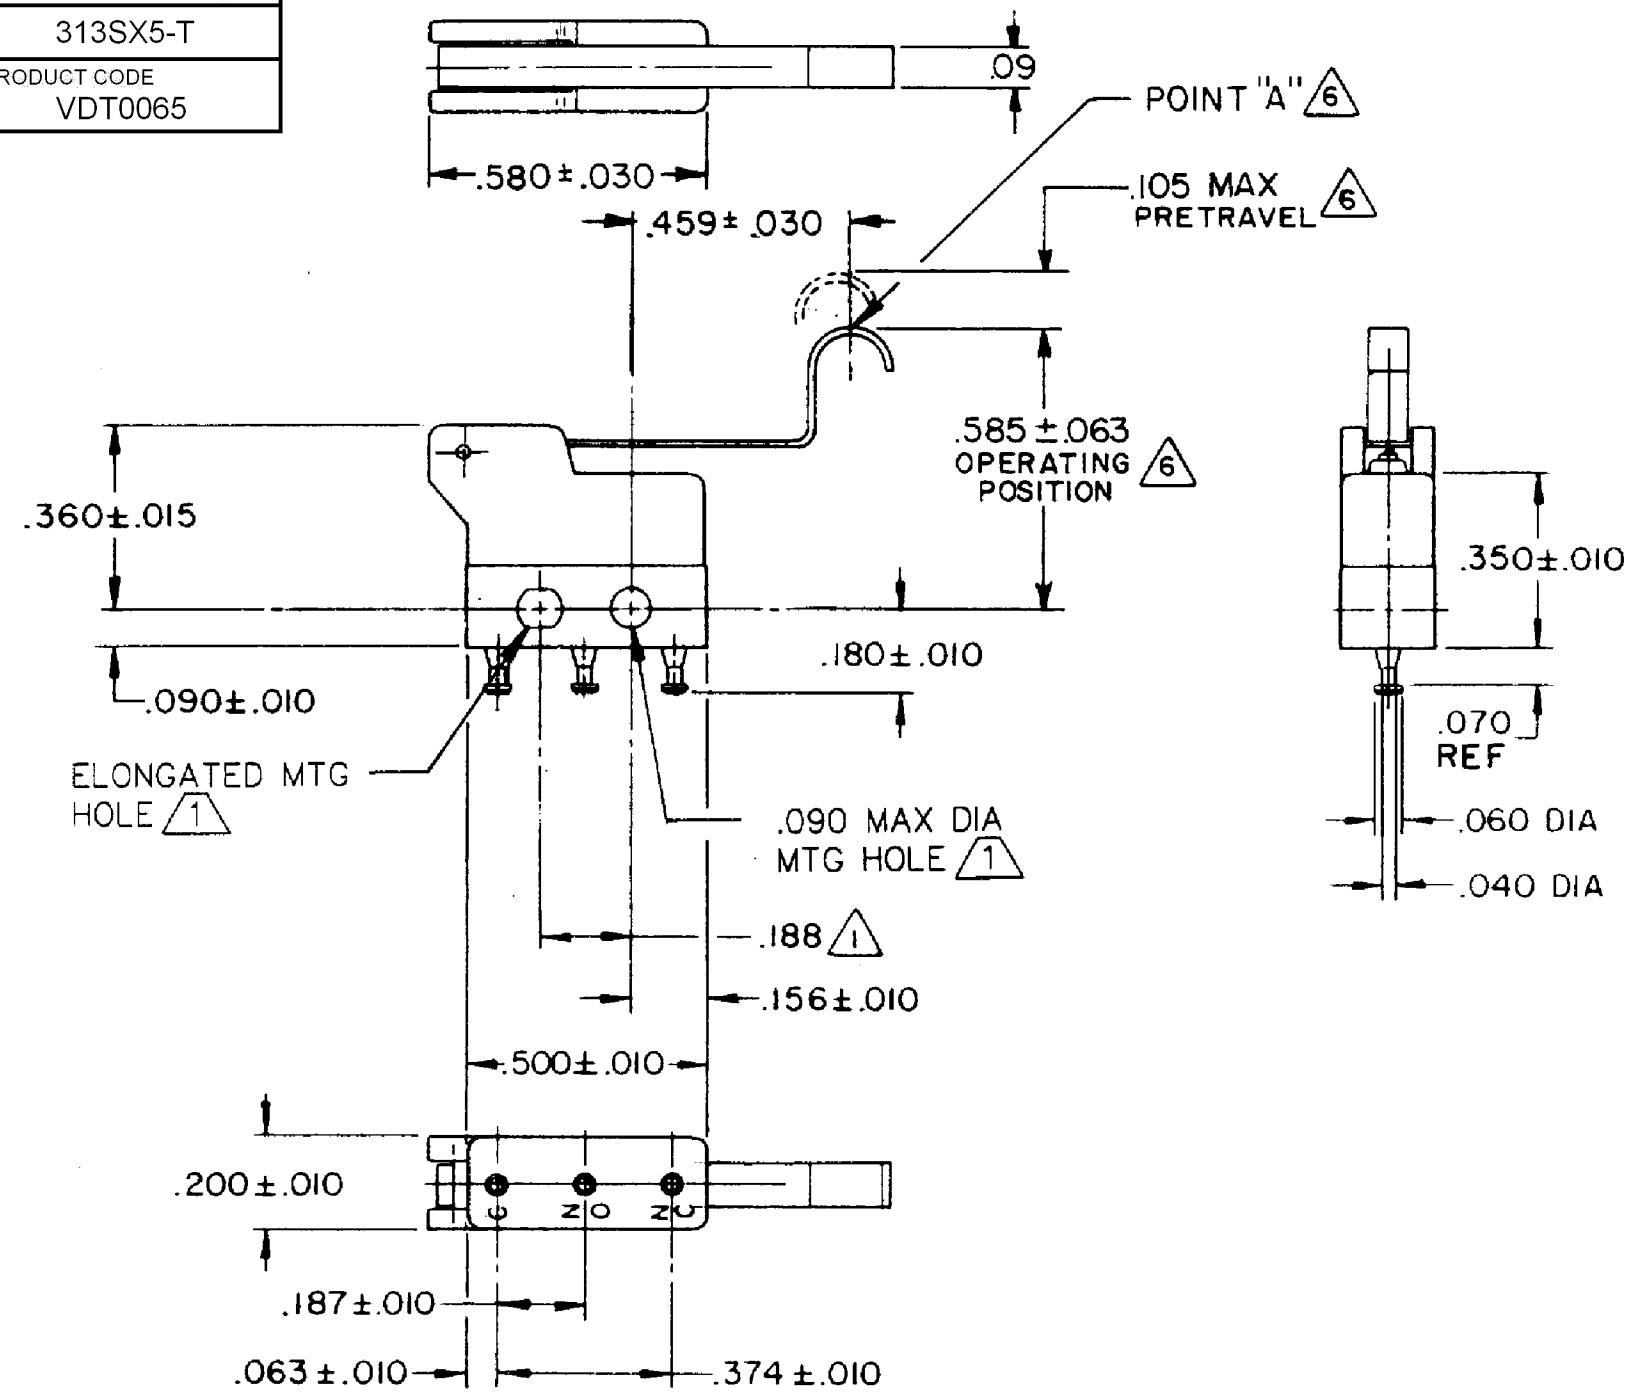 313SX5-T
RODUCT CODE
VDT0065
.09
POINT "A" 6
.580±.030
.105 MAX
PRETRAVEL 6
.459±.030
.585±.063
OPERATING 6
POSITION
.360±.015
.350±.010
.180±.010
.090±.010
.070
REF
ELONGATED MTG
HOLE 1
.090 MAX DIA
MTG HOLE 1
.060 DIA
.040 DIA
.188 1
.156±.010
.500±.010
.200±.010
C NO NC
.187±.010
.063±.010
.374±.010